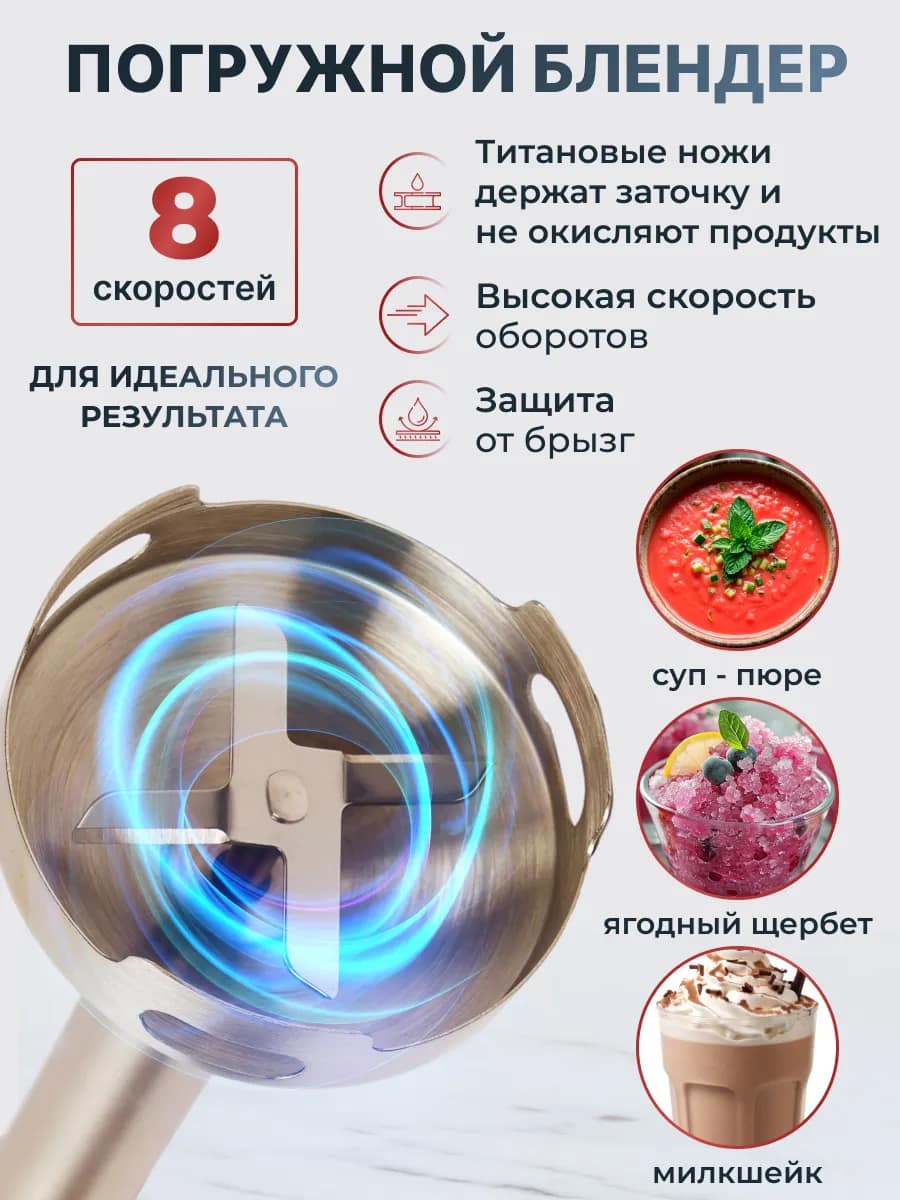 ПОГРУЖНОЙ БЛЕНДЕР
8
скоростей
ДЛЯ ИДЕАЛЬНОГО
РЕЗУЛЬТАТА
Титановые ножи
держат заточку и
не окисляют продукты
Высокая скорость
оборотов
Защита
от брызг
суп - пюре
ягодный щербет
милкшейк